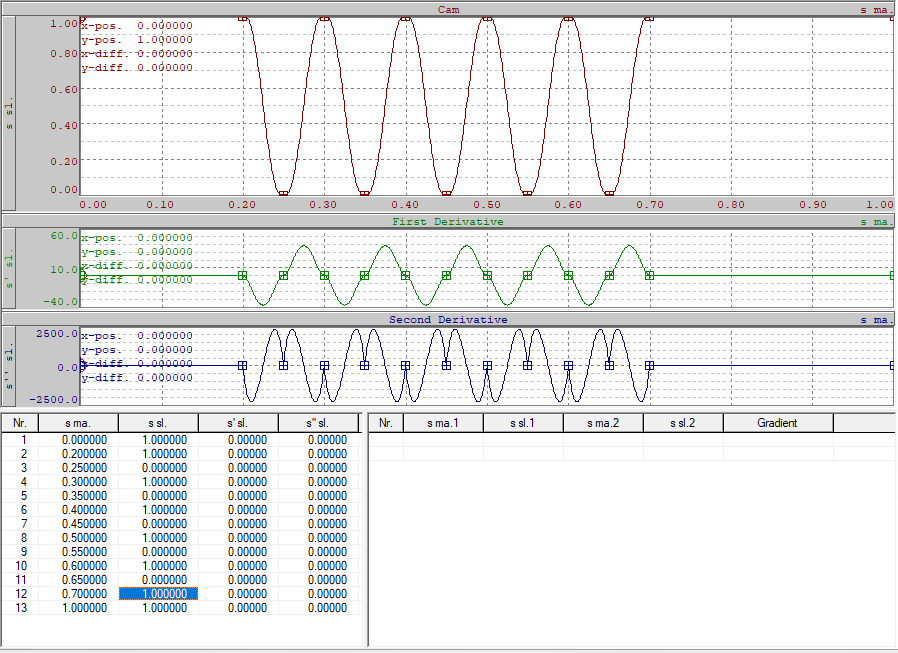 Cam s ma.
s sl.
1.00
0.80
0.60
0.40
0.20
0.00
x-pos. 0.000000
y-pos. 1.000000
x-diff. 0.000000
y-diff. 0.000000
0.00 0.10 0.20 0.30 0.40 0.50 0.60 0.70 0.80 0.90 1.00
First Derivative s ma.
s' sl.
60.0
10.0
-40.0
x-pos. 0.000000
y-pos. 0.000000
x-diff. 0.000000
y-diff. 0.000000
Second Derivative s ma.
s'' sl.
2500.0
0.00
-2500.0
x-pos. 0.000000
y-pos. 0.000000
x-diff. 0.000000
y-diff. 0.000000
Nr. s ma. s sl. s' sl. s'' sl.
1 0.000000 1.000000 0.00000 0.00000
2 0.200000 1.000000 0.00000 0.00000
3 0.250000 0.000000 0.00000 0.00000
4 0.300000 1.000000 0.00000 0.00000
5 0.350000 0.000000 0.00000 0.00000
6 0.400000 1.000000 0.00000 0.00000
7 0.450000 0.000000 0.00000 0.00000
8 0.500000 1.000000 0.00000 0.00000
9 0.550000 0.000000 0.00000 0.00000
10 0.600000 1.000000 0.00000 0.00000
11 0.650000 0.000000 0.00000 0.00000
12 0.700000 1.000000 0.00000 0.00000
13 1.000000 1.000000 0.00000 0.00000
Nr. s ma.1 s sl.1 s ma.2 s sl.2 Gradient